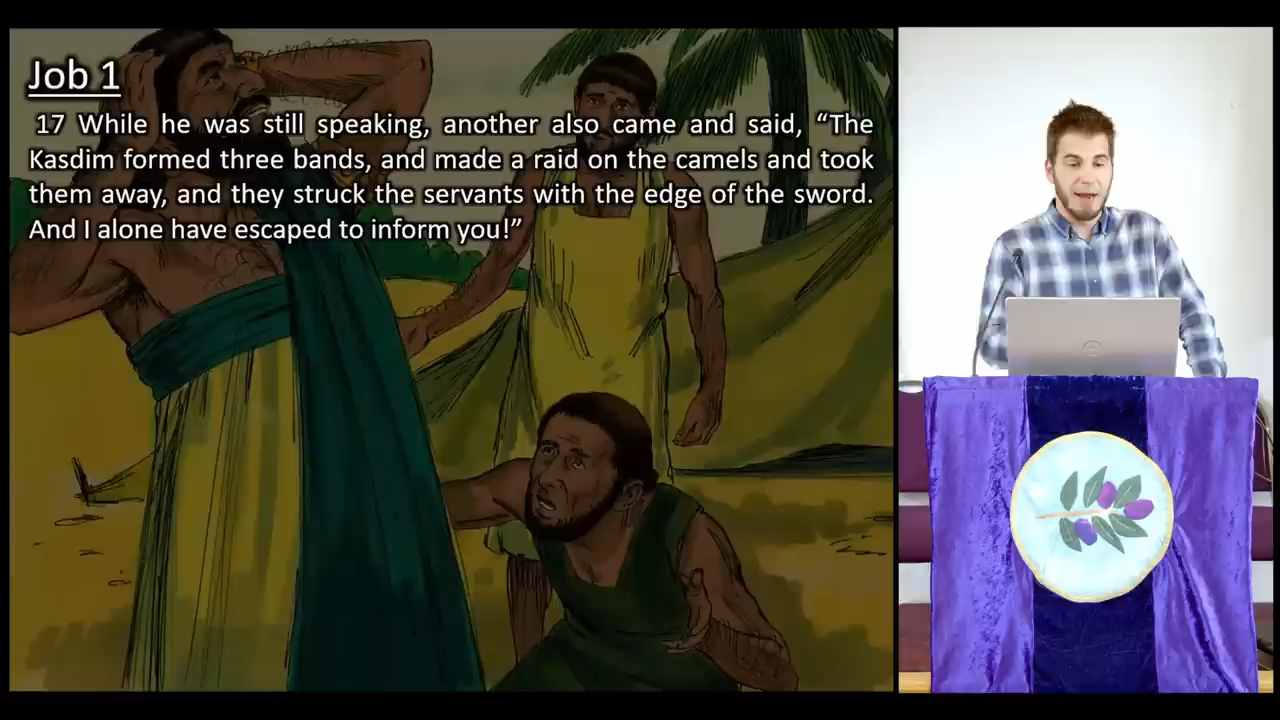 Job 1
17 While he was still speaking, another also came and said, “The
Kasdim formed three bands, and made a raid on the camels and took
them away, and they struck the servants with the edge of the sword.
And I alone have escaped to inform you!”